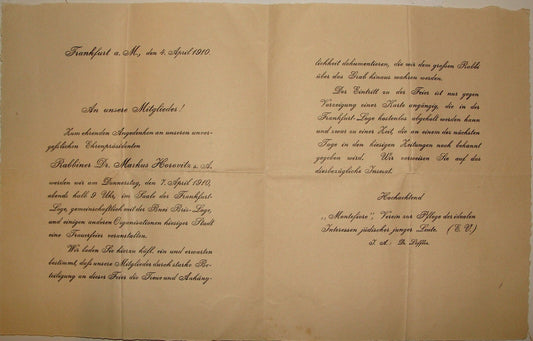 Frankfurt a. M., den 4. April 1910.
An unsere Mitglieder!
Zum ehrenden Angedenken an unseren unver-
geßlichen Ehrenpräsidenten
Rabbiner Dr. Markus Horovitz s. A.
werden wir am Donnerstag, den 7. April 1910,
abends halb 9 Uhr, im Saale der Frankfurt-
Loge, gemeinschaftlich mit der Bnei Bris-Loge,
und einigen anderen Organisationen hiesiger Stadt
eine Trauerfeier veranstalten.
Wir laden Sie hierzu höfl. ein und erwarten
bestimmt, daß unsere Mitglieder durch starke Be-
teiligung an dieser Feier die Treue und Anhäng-
lichkeit dokumentieren, die wir dem großen Rabbi
über das Grab hinaus wahren werden.
Der Eintritt zu der Feier ist nur gegen
Vorzeigung einer Karte angängig, die in der
Frankfurt-Loge kostenlos abgeholt werden kann
und zwar zu einer Zeit, die an einem der nächsten
Tage in den hiesigen Zeitungen noch bekannt
gegeben wird. Wir verweisen Sie auf das
diesbezügliche Inserat.
Hochachtend
„Montefiore", Verein zur Pflege der idealen
Interessen jüdischer junger Leute. (E. V.)
I. A.: